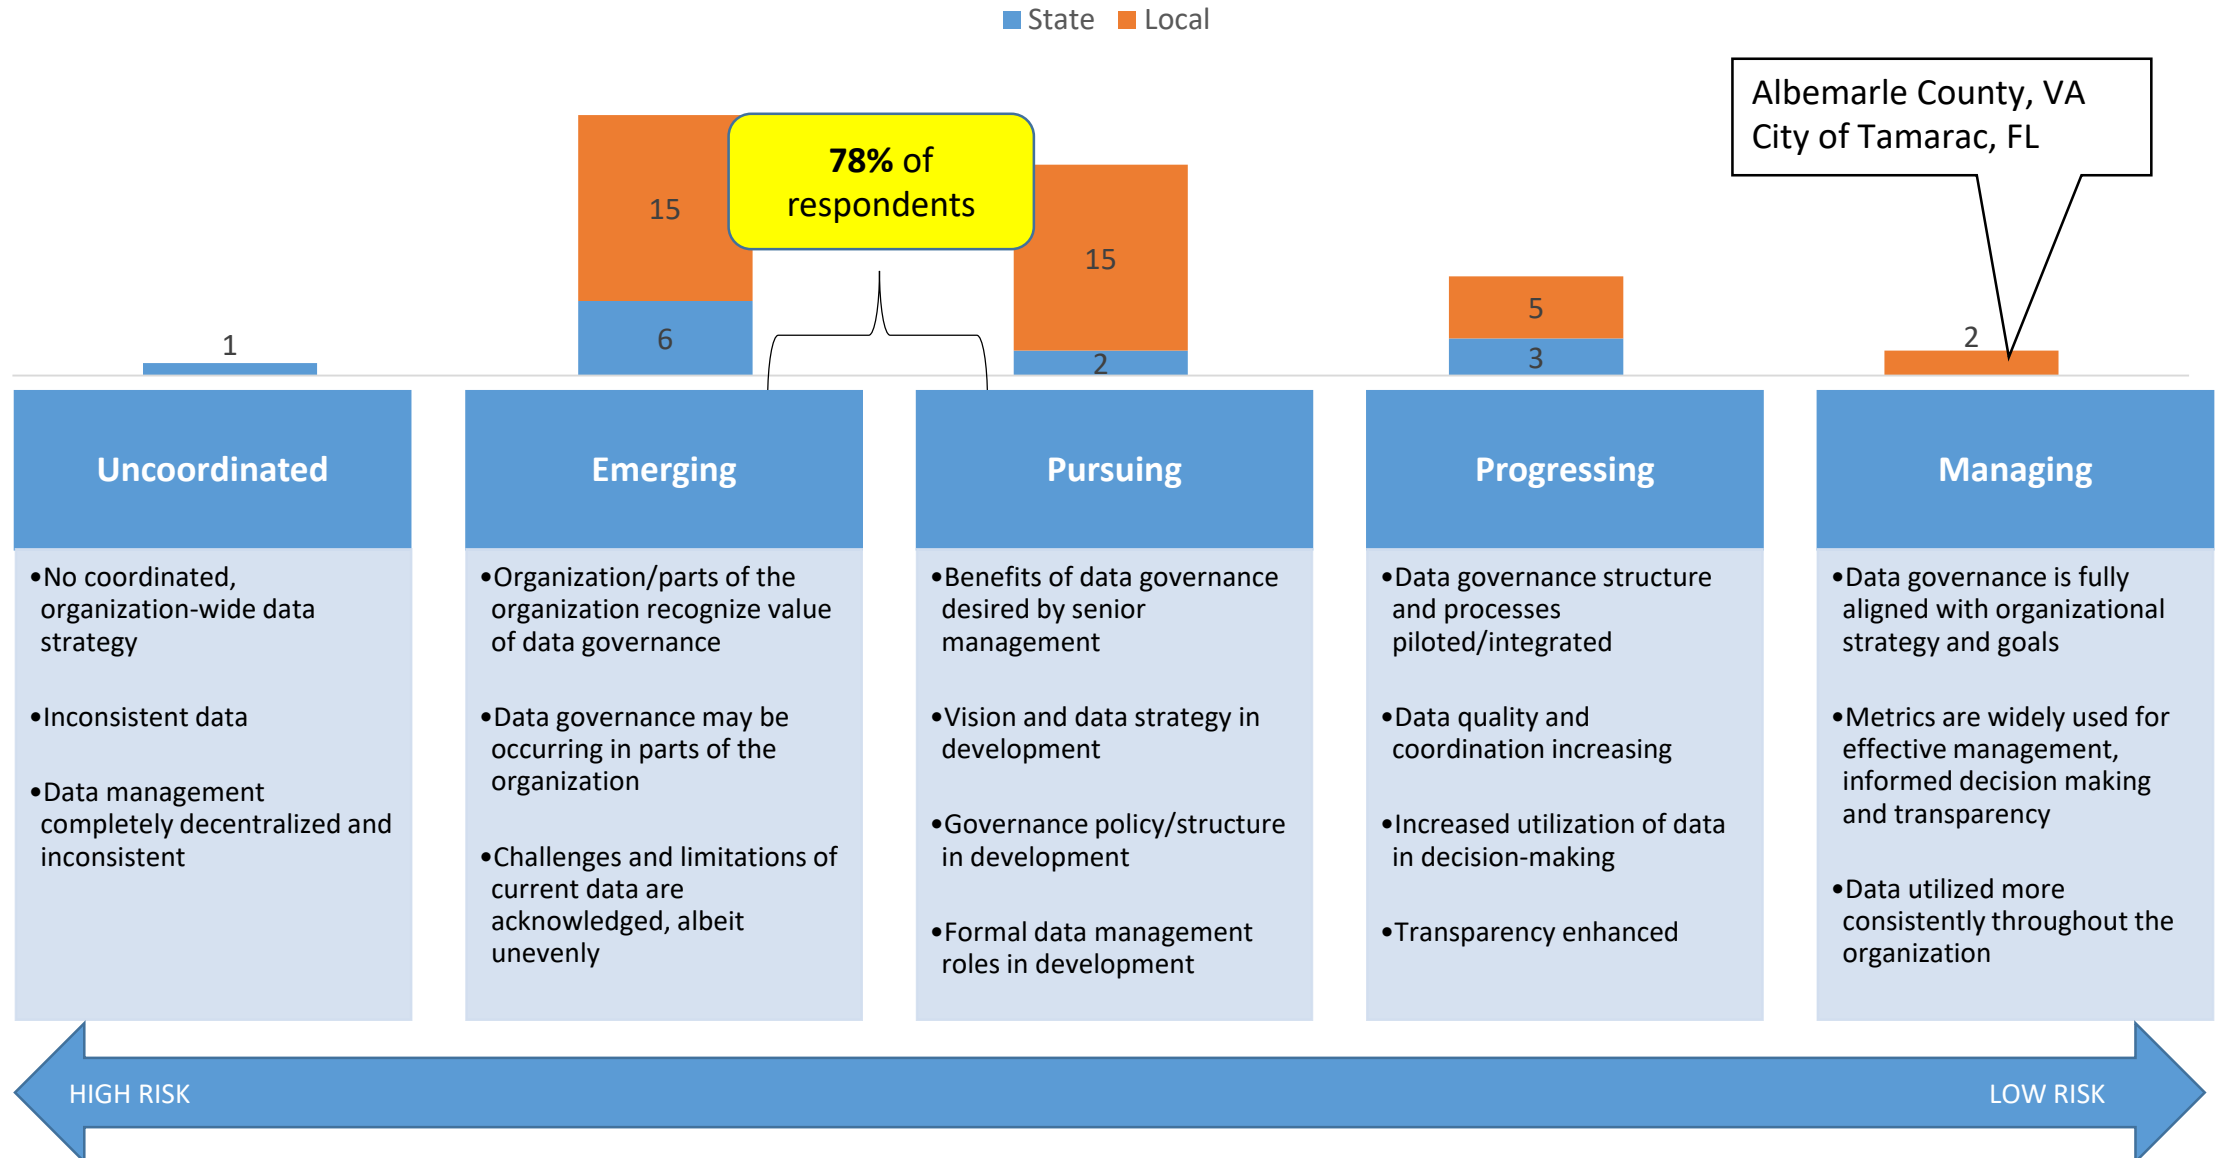 State Local
Albemarle County, VA
City of Tamarac, FL
78% of
respondents
1
15
6
15
2
5
3
2
Uncoordinated
•No coordinated,
organization-wide data
strategy
•Inconsistent data
•Data management
completely decentralized and
inconsistent
Emerging
•Organization/parts of the
organization recognize value
of data governance
•Data governance may be
occurring in parts of the
organization
•Challenges and limitations of
current data are
acknowledged, albeit
unevenly
Pursuing
•Benefits of data governance
desired by senior
management
•Vision and data strategy in
development
•Governance policy/structure
in development
•Formal data management
roles in development
Progressing
•Data governance structure
and processes
piloted/integrated
•Data quality and
coordination increasing
•Increased utilization of data
in decision-making
•Transparency enhanced
Managing
•Data governance is fully
aligned with organizational
strategy and goals
•Metrics are widely used for
effective management,
informed decision making
and transparency
•Data utilized more
consistently throughout the
organization
HIGH RISK
LOW RISK